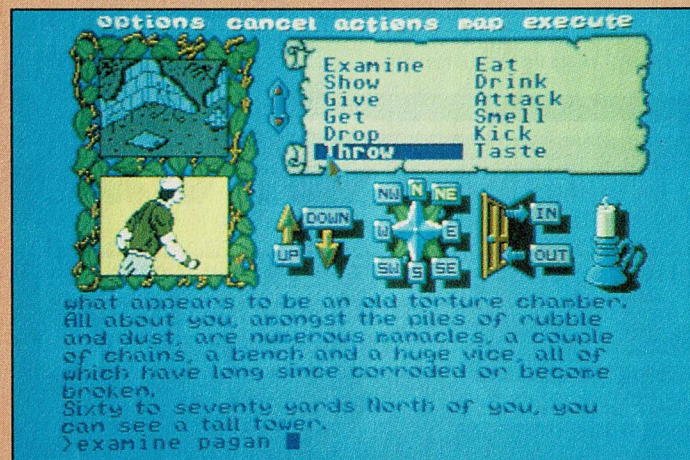 options cancel actions map execute
Examine Eat
Show Drink
Give Attack
Get Smell
Drop Kick
Throw Taste
NW N NE
DOWN
W E
IN
UP
OUT
SW S SE
what appears to be an old torture chamber.
All about you, amongst the piles of rubble
and dust, are numerous manacles, a couple
of chains, a bench and a huge vice, all of
which have long since corroded or become
broken.
Sixty to seventy yards North of you, you
can see a tall tower.
>examine pagan